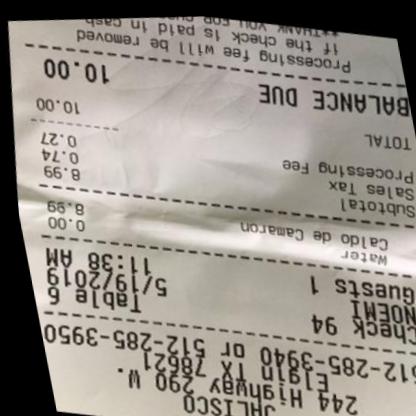 JALISCO
244 Highway 290 W.
Elgin TX 78621
512-285-3940 or 512-285-3950
Check 94
NOEMI
Guests 1
Table 6
5/19/2019
11:38 AM
Water 0.00
Caldo de Camaron 8.99
Subtotal 8.99
Sales Tax 0.74
Processing Fee 0.27
TOTAL 10.00
BALANCE DUE 10.00
Processing fee will be removed
if the check is paid in cash
**THANK YOU FOR